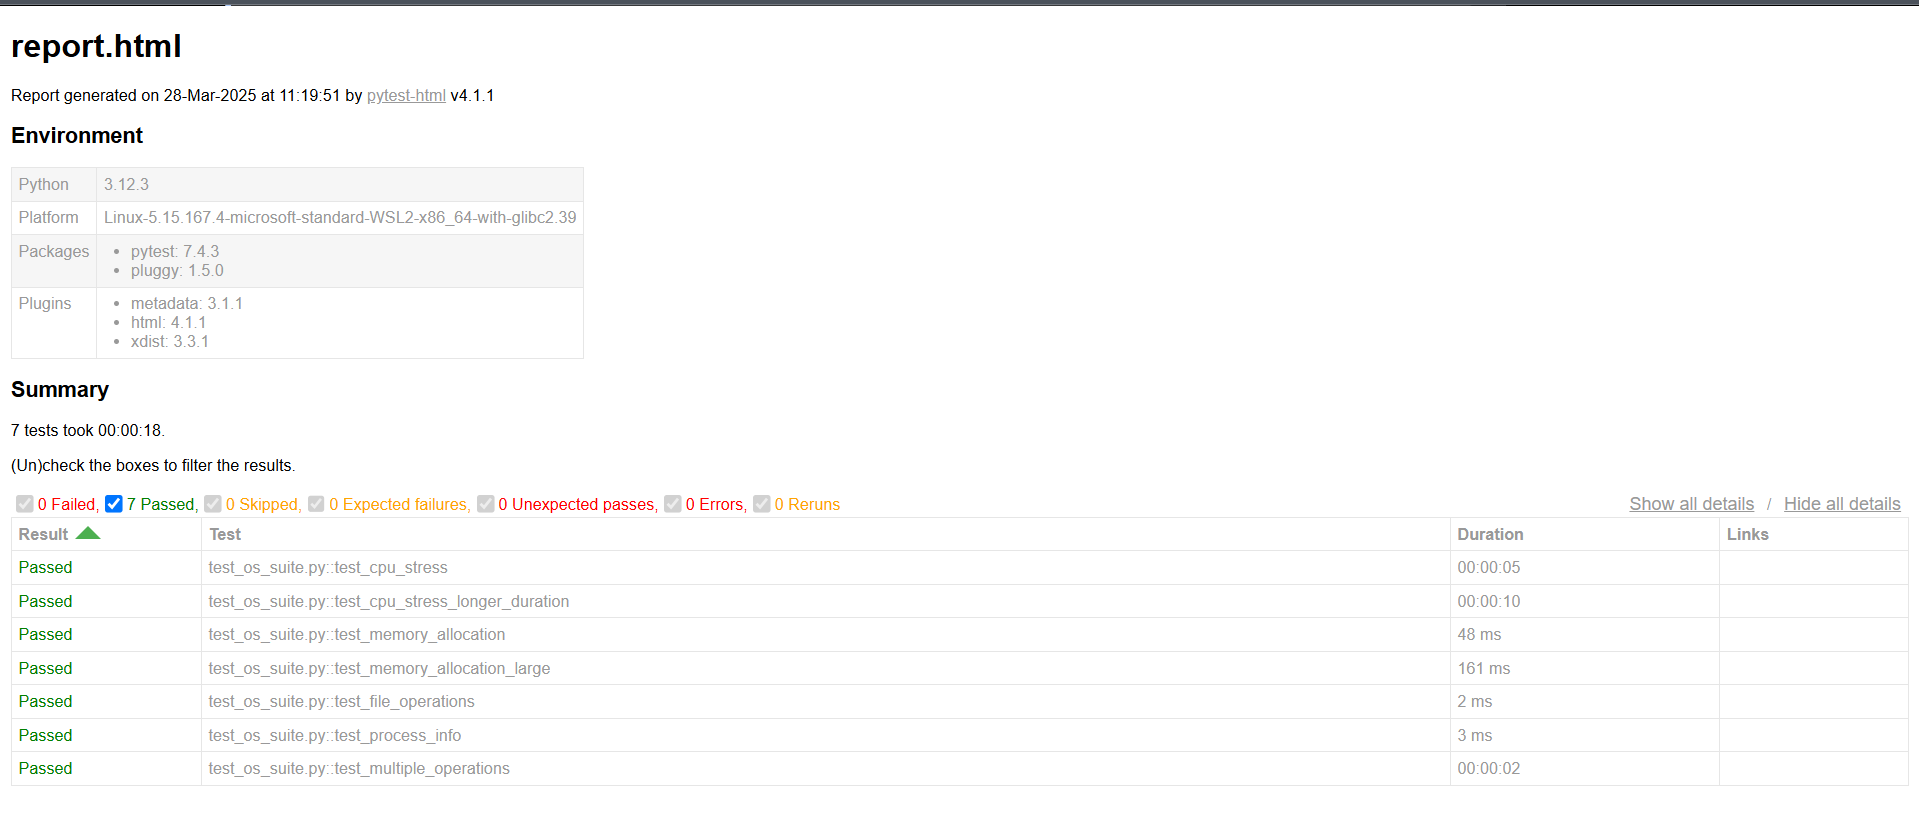 report.html
Report generated on 28-Mar-2025 at 11:19:51 by pytest-html v4.1.1
Environment
Python 3.12.3
Platform Linux-5.15.167.4-microsoft-standard-WSL2-x86_64-with-glibc2.39
Packages • pytest: 7.4.3
• pluggy: 1.5.0
Plugins • metadata: 3.1.1
• html: 4.1.1
• xdist: 3.3.1
Summary
7 tests took 00:00:18.
(Un)check the boxes to filter the results.
0 Failed, 7 Passed, 0 Skipped, 0 Expected failures, 0 Unexpected passes, 0 Errors, 0 Reruns Show all details / Hide all details
Result Test Duration Links
Passed test_os_suite.py::test_cpu_stress 00:00:05
Passed test_os_suite.py::test_cpu_stress_longer_duration 00:00:10
Passed test_os_suite.py::test_memory_allocation 48 ms
Passed test_os_suite.py::test_memory_allocation_large 161 ms
Passed test_os_suite.py::test_file_operations 2 ms
Passed test_os_suite.py::test_process_info 3 ms
Passed test_os_suite.py::test_multiple_operations 00:00:02